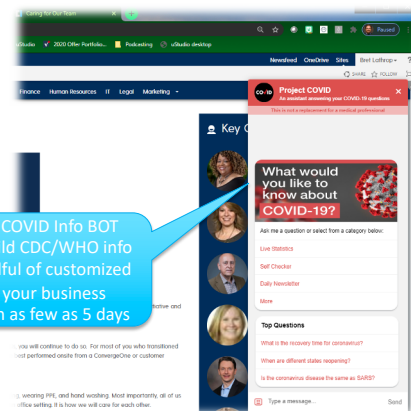 Caring for Our Team
Paused
uStudio
2020 Offer Portfolio...
Podcasting
uStudio desktop
Newsfeed OneDrive Sites Bret Lathrop
SHARE FOLLOW
Finance Human Resources IT Legal Marketing
Project COVID
An assistant answering your COVID-19 questions
This is not a replacement for a medical professional
Key C
What would
you like to
know about
COVID-19?
Ask me a question or select from a category below.
Live Statistics
Self Checker
Daily Newsletter
More
COVID Info BOT
ld CDC/WHO info
ful of customized
your business
as few as 5 days
iative and
Top Questions
What is the recovery time for coronavirus?
When are different states reopening?
Is the coronavirus disease the same as SARS?
you will continue to do so. For most of you who transitioned
performed onsite from a ConvergeOne or customer
wearing PPE, and hand washing. Most importantly, all of us
office setting. It is how we will care for each other.
Type a message...
Send